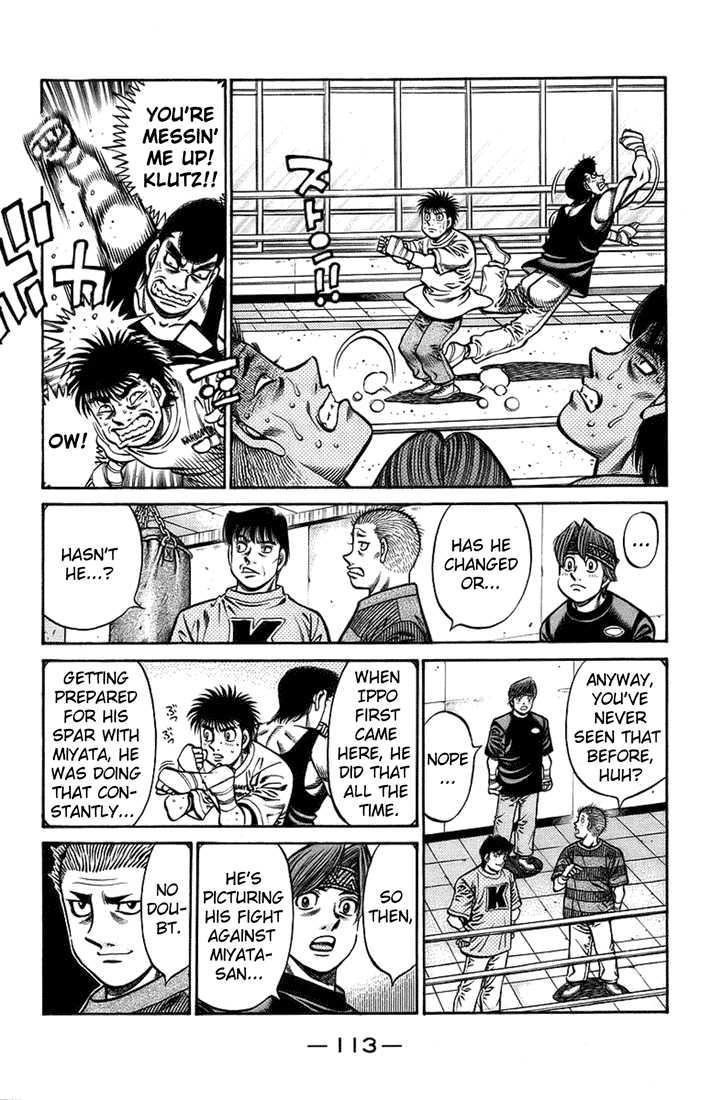 YOU'RE
MESSIN'
ME UP!
KLUTZ!!
OW!
...
HAS HE
CHANGED
OR...
HASN'T
HE...?
K
ANYWAY,
YOU'VE
NEVER
SEEN THAT
BEFORE,
HUH?
NOPE
...
K
WHEN
IPPO
FIRST
CAME
HERE, HE
DID THAT
ALL THE
TIME.
GETTING
PREPARED
FOR HIS
SPAR WITH
MIYATA, HE
WAS DOING
THAT CON-
STANTLY...
SO
THEN,
HE'S
PICTURING
HIS FIGHT
AGAINST
MIYATA-
SAN...
NO
DOU-
BT.
— 113 —